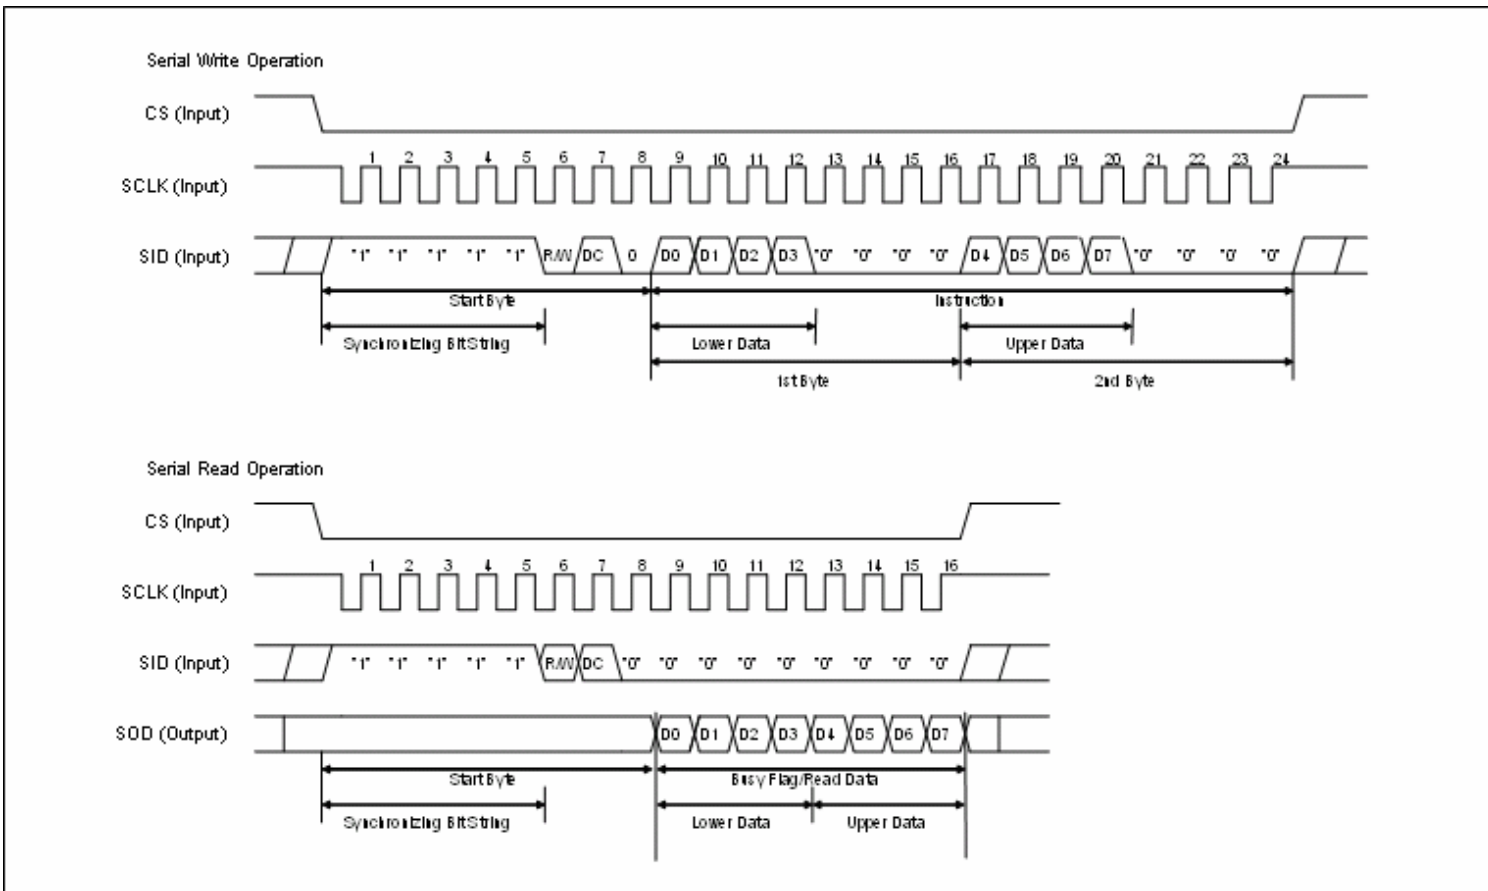 Serial Write Operation
CS (Input)
1 2 3 4 5 6 7 8 9 10 11 12 13 14 15 16 17 18 19 20 21 22 23 24
SCLK (Input)
SID (Input) "1" "1" "1" "1" "1" R/W DC 0 D0 D1 D2 D3 "0" "0" "0" "0" D4 D5 D6 D7 "0" "0" "0" "0"
Start Byte Instruction
Synchronizing Bit String Lower Data Upper Data
1st Byte 2nd Byte
Serial Read Operation
CS (Input)
1 2 3 4 5 6 7 8 9 10 11 12 13 14 15 16
SCLK (Input)
SID (Input) "1" "1" "1" "1" "1" R/W DC "0" "0" "0" "0" "0" "0" "0" "0" "0"
SOD (Output) D0 D1 D2 D3 D4 D5 D6 D7
Start Byte Busy Flag/Read Data
Synchronizing Bit String Lower Data Upper Data